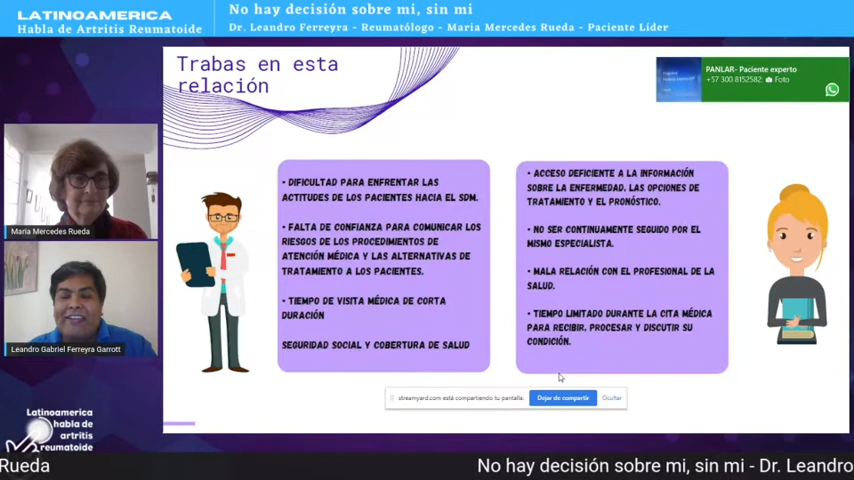 LATINOAMERICA
Habla de Artritis Reumatoide
No hay decisión sobre mi, sin mi
Dr. Leandro Ferreyra - Reumatólogo - Maria Mercedes Rueda - Paciente Líder
Trabas en esta
relación
PANLAR- Paciente experto
+57 300 8152582: Foto
• DIFICULTAD PARA ENFRENTAR LAS
ACTITUDES DE LOS PACIENTES HACIA EL SDM.
• FALTA DE CONFIANZA PARA COMUNICAR LOS
RIESGOS DE LOS PROCEDIMIENTOS DE
ATENCIÓN MÉDICA Y LAS ALTERNATIVAS DE
TRATAMIENTO A LOS PACIENTES.
• TIEMPO DE VISITA MÉDICA DE CORTA
DURACIÓN
SEGURIDAD SOCIAL Y COBERTURA DE SALUD
• ACCESO DEFICIENTE A LA INFORMACIÓN
SOBRE LA ENFERMEDAD, LAS OPCIONES DE
TRATAMIENTO Y EL PRONÓSTICO.
• NO SER CONTINUAMENTE SEGUIDO POR EL
MISMO ESPECIALISTA.
• MALA RELACIÓN CON EL PROFESIONAL DE LA
SALUD.
• TIEMPO LIMITADO DURANTE LA CITA MÉDICA
PARA RECIBIR, PROCESAR Y DISCUTIR SU
CONDICIÓN.
Maria Mercedes Rueda
Leandro Gabriel Ferreyra Garrott
streamyard.com está compartiendo tu pantalla.
Dejar de compartir
Ocultar
Latinoamerica
habla de
artritis
reumatoide
Rueda
No hay decisión sobre mi, sin mi - Dr. Leandro